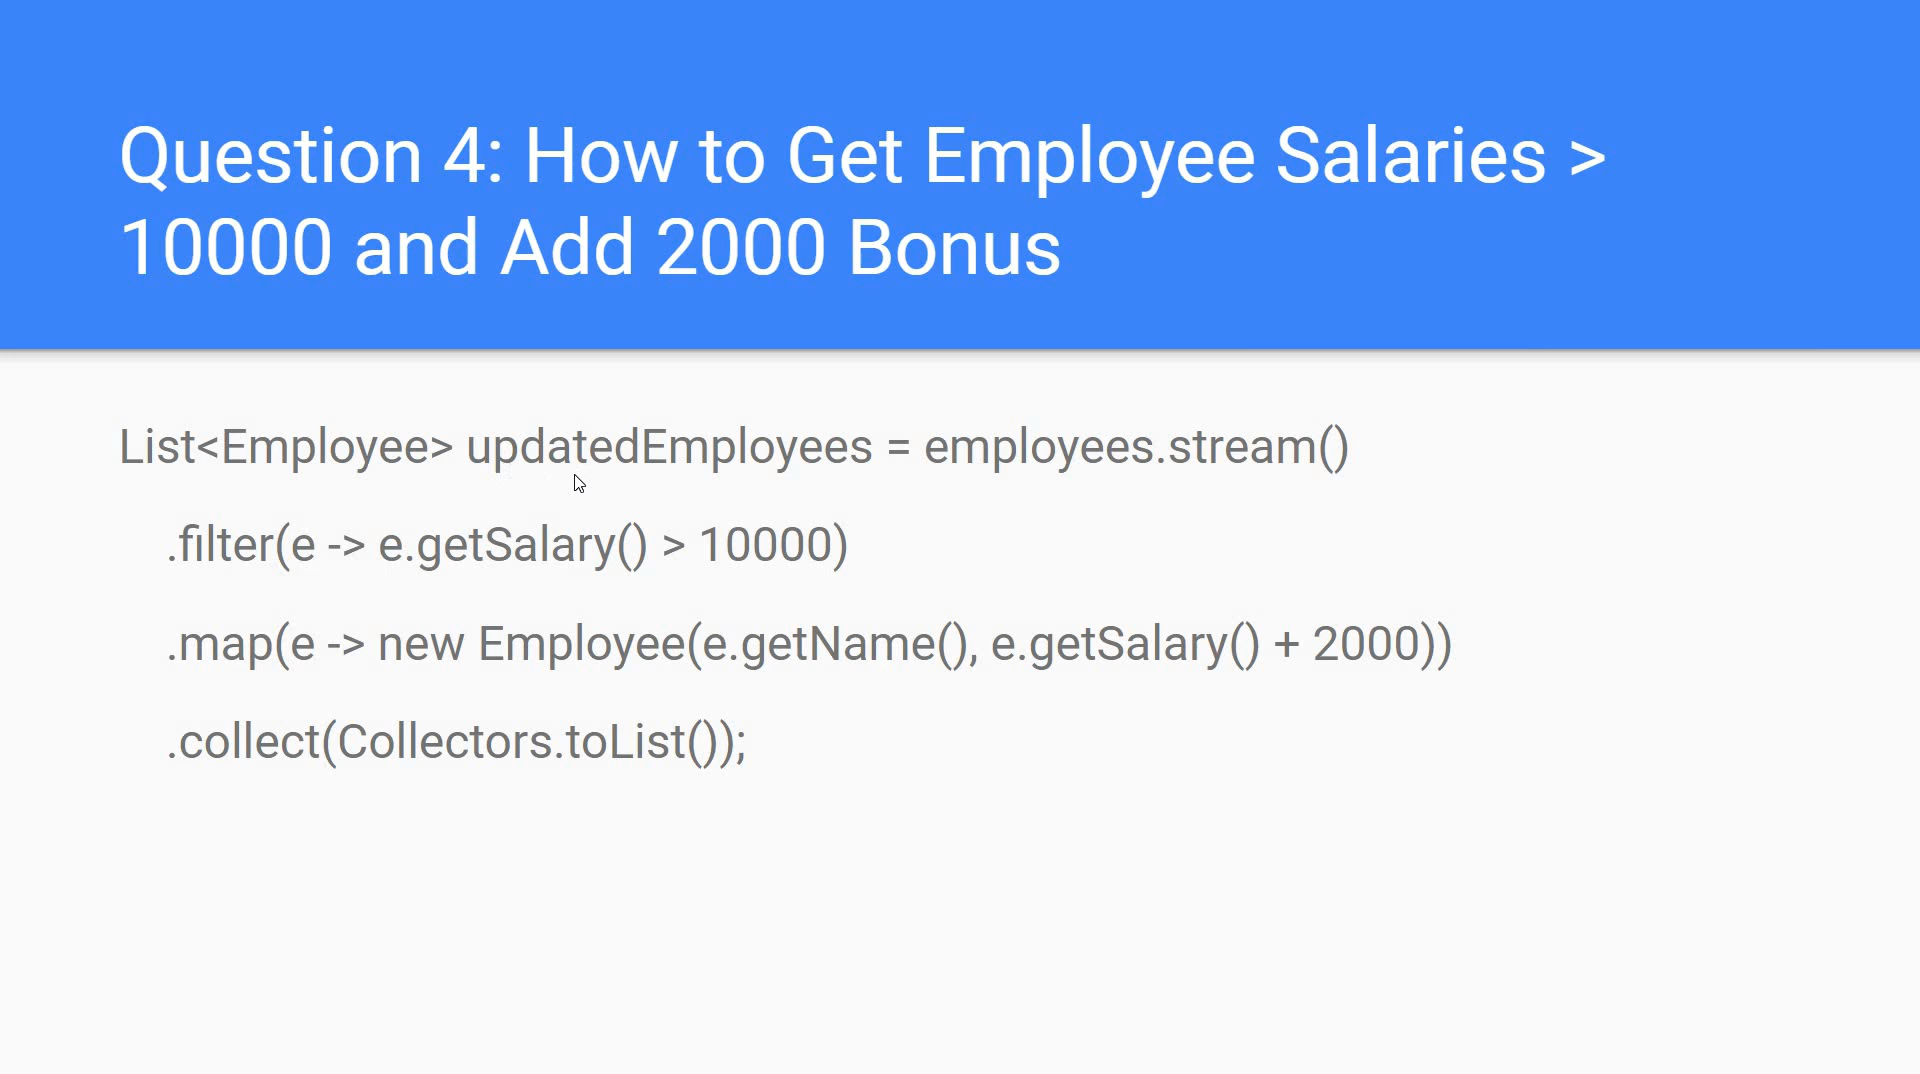 Question 4: How to Get Employee Salaries >
10000 and Add 2000 Bonus
List<Employee> updatedEmployees = employees.stream()
.filter(e -> e.getSalary() > 10000)
.map(e -> new Employee(e.getName(), e.getSalary() + 2000))
.collect(Collectors.toList());